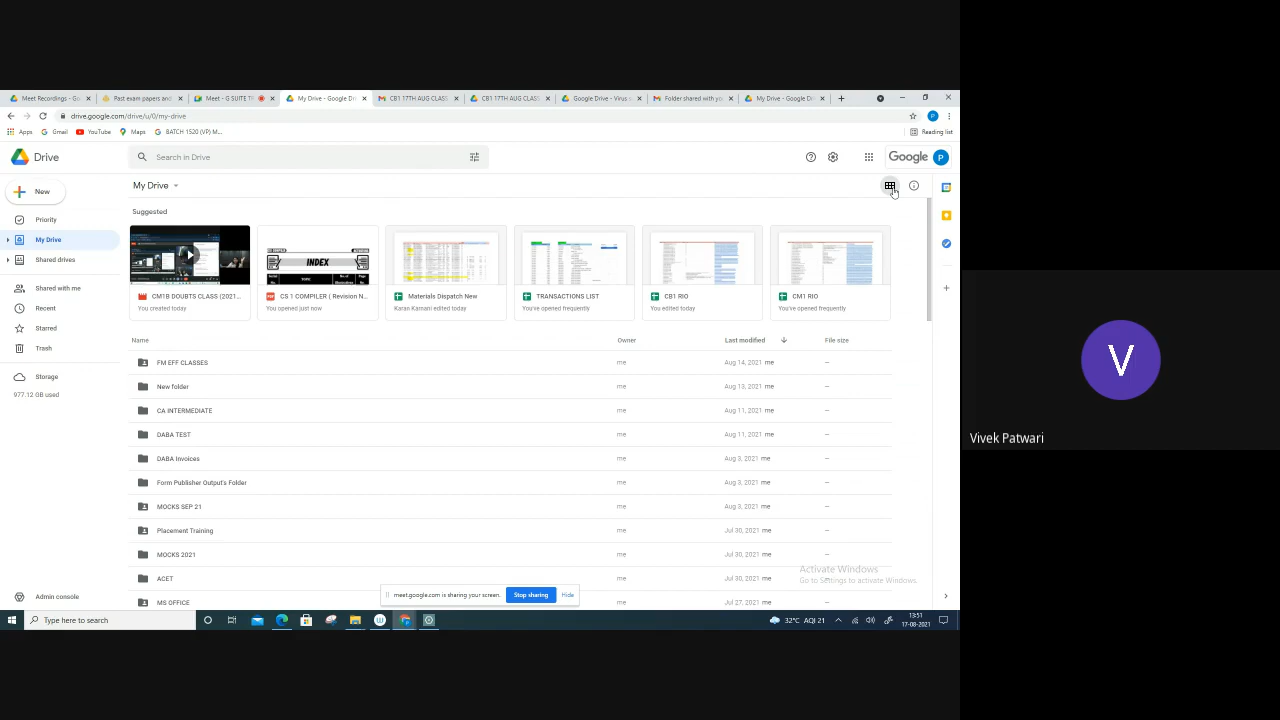 Meet Recordings - Go
Past exam papers and
Meet - G SUITE TR
My Drive - Google Dr
CB1 17TH AUG CLASS
CB1 17TH AUG CLASS
Google Drive - Virus s
Folder shared with yo
My Drive - Google Dr
drive.google.com/drive/u/0/my-drive
P
Apps
Gmail
YouTube
Maps
BATCH 1520 (VP) M...
Reading list
Drive
Search in Drive
Google
P
New
My Drive
Priority
My Drive
Shared drives
Shared with me
Recent
Starred
Trash
Storage
977.12 GB used
Admin console
Suggested
INDEX
CM1B DOUBTS CLASS (2021...
You created today
CS 1 COMPILER ( Revision N...
You opened just now
Materials Dispatch New
Karan Kamani edited today
TRANSACTIONS LIST
You've opened frequently
CB1 RIO
You edited today
CM1 RIO
You've opened frequently
Name Owner Last modified File size
FM EFF CLASSES me Aug 14, 2021 me –
New folder me Aug 13, 2021 me –
CA INTERMEDIATE me Aug 11, 2021 me –
DABA TEST me Aug 11, 2021 me –
DABA Invoices me Aug 3, 2021 me –
Form Publisher Output's Folder me Aug 3, 2021 me –
MOCKS SEP 21 me Aug 3, 2021 me –
Placement Training me Jul 30, 2021 me –
MOCKS 2021 me Jul 30, 2021 me –
ACET me Jul 30, 2021 me –
MS OFFICE me Jul 27, 2021 me –
Activate Windows
Go to Settings to activate Windows.
meet.google.com is sharing your screen.
Stop sharing
Hide
Type here to search
32°C AQI 21
13:51
17-08-2021
V
Vivek Patwari